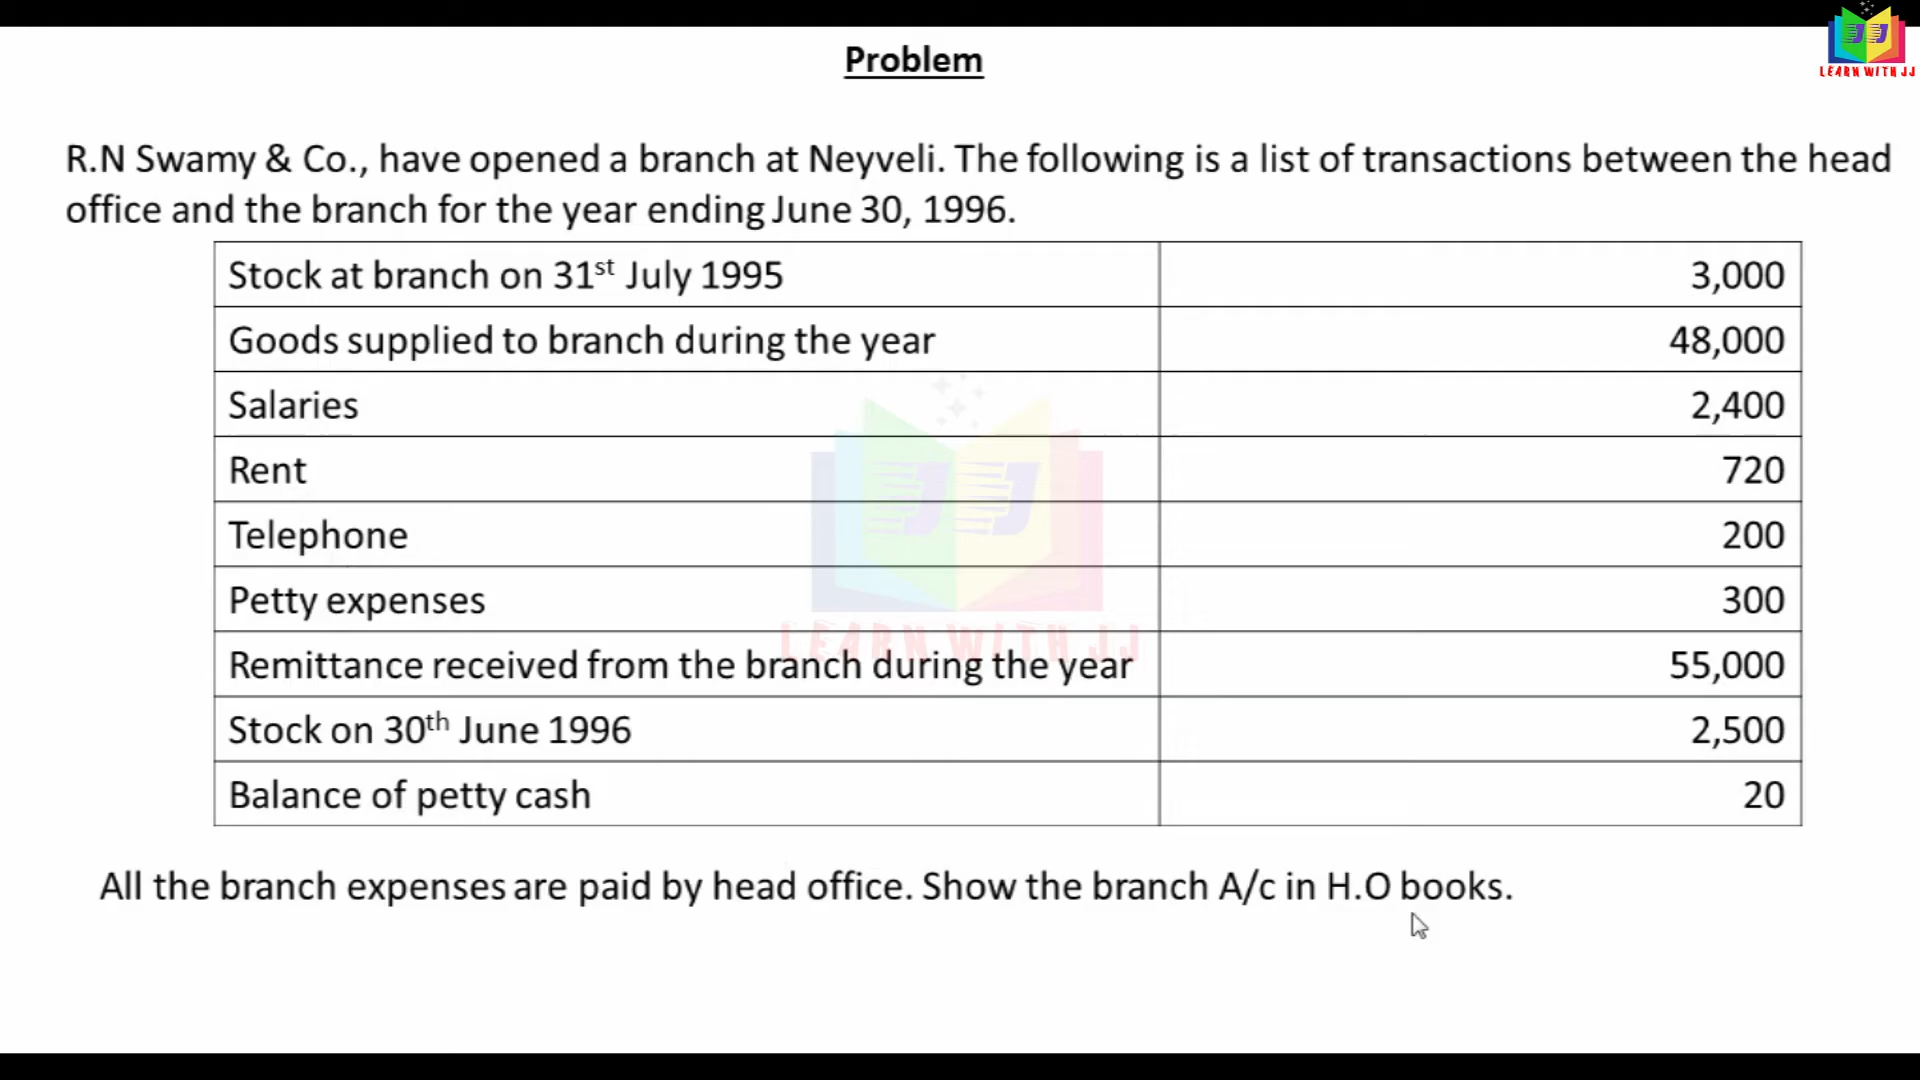 Problem
LEARN WITH JJ
R.N Swamy & Co., have opened a branch at Neyveli. The following is a list of transactions between the head
office and the branch for the year ending June 30, 1996.
Stock at branch on 31st July 1995 3,000
Goods supplied to branch during the year 48,000
Salaries 2,400
Rent 720
Telephone 200
Petty expenses 300
LEARN WITH JJ
Remittance received from the branch during the year 55,000
Stock on 30th June 1996 2,500
Balance of petty cash 20
All the branch expenses are paid by head office. Show the branch A/c in H.O books.